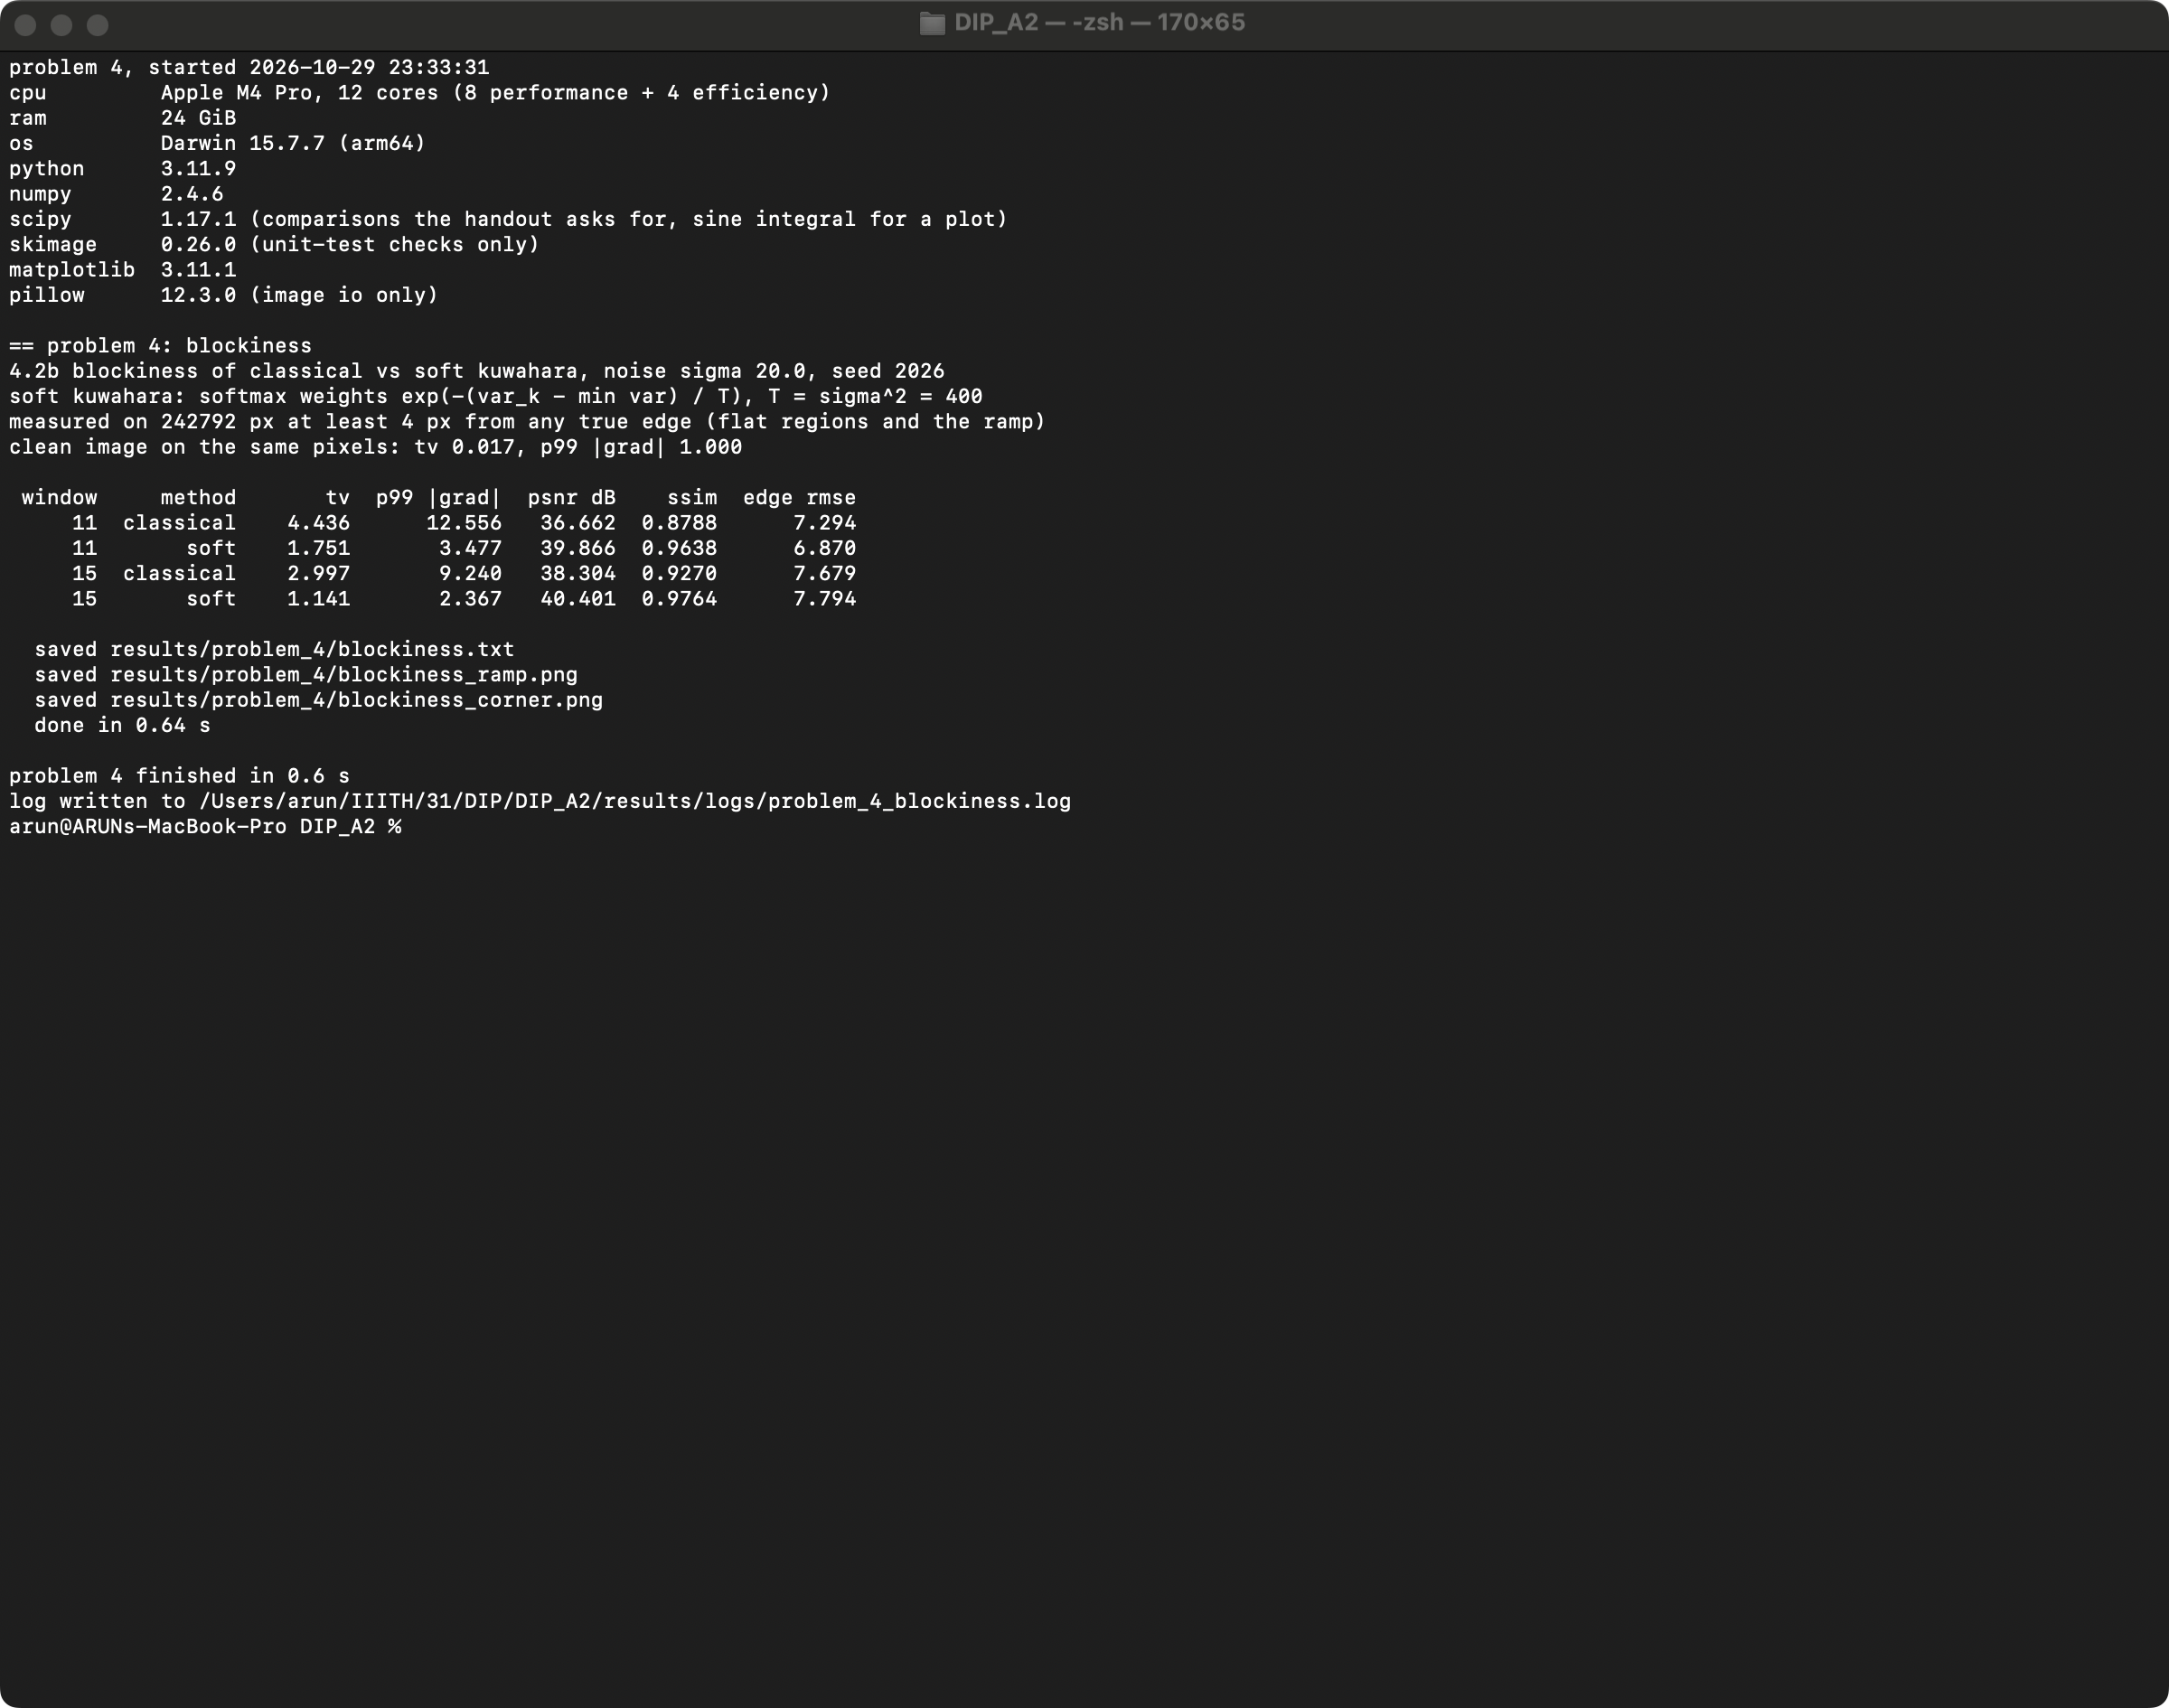 DIP_A2 — -zsh — 170×65
problem 4, started 2026-10-29 23:33:31
cpu         Apple M4 Pro, 12 cores (8 performance + 4 efficiency)
ram         24 GiB
os          Darwin 15.7.7 (arm64)
python      3.11.9
numpy       2.4.6
scipy       1.17.1 (comparisons the handout asks for, sine integral for a plot)
skimage     0.26.0 (unit-test checks only)
matplotlib  3.11.1
pillow      12.3.0 (image io only)
== problem 4: blockiness
4.2b blockiness of classical vs soft kuwahara, noise sigma 20.0, seed 2026
soft kuwahara: softmax weights exp(-(var_k - min var) / T), T = sigma^2 = 400
measured on 242792 px at least 4 px from any true edge (flat regions and the ramp)
clean image on the same pixels: tv 0.017, p99 |grad| 1.000
 window     method       tv  p99 |grad|  psnr dB    ssim  edge rmse
     11  classical    4.436      12.556   36.662  0.8788      7.294
     11       soft    1.751       3.477   39.866  0.9638      6.870
     15  classical    2.997       9.240   38.304  0.9270      7.679
     15       soft    1.141       2.367   40.401  0.9764      7.794
  saved results/problem_4/blockiness.txt
  saved results/problem_4/blockiness_ramp.png
  saved results/problem_4/blockiness_corner.png
  done in 0.64 s
problem 4 finished in 0.6 s
log written to /Users/arun/IIITH/31/DIP/DIP_A2/results/logs/problem_4_blockiness.log
arun@ARUNs-MacBook-Pro DIP_A2 %